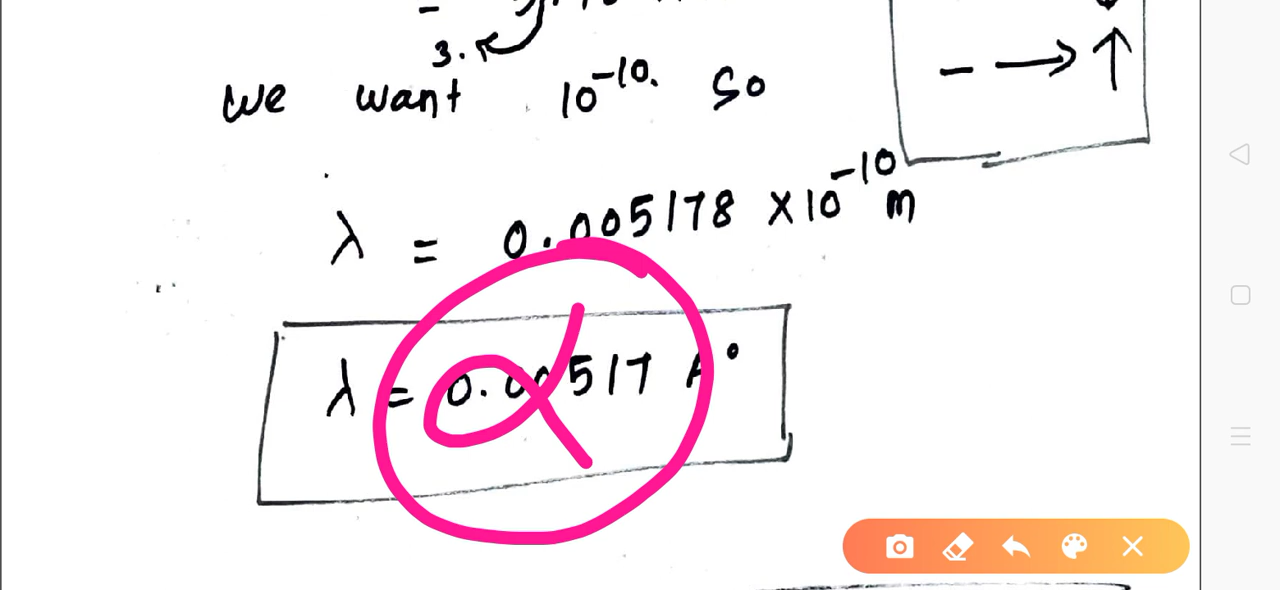 3.
we want 10⁻¹⁰. So
- → ↑
λ = 0.005178 × 10⁻¹⁰ m
λ = 0.00517 A°
α